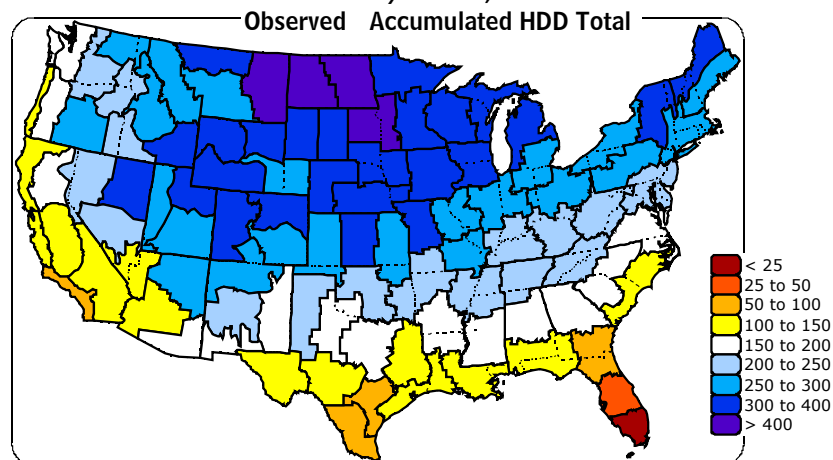 Observed Accumulated HDD Total
< 25
25 to 50
50 to 100
100 to 150
150 to 200
200 to 250
250 to 300
300 to 400
> 400